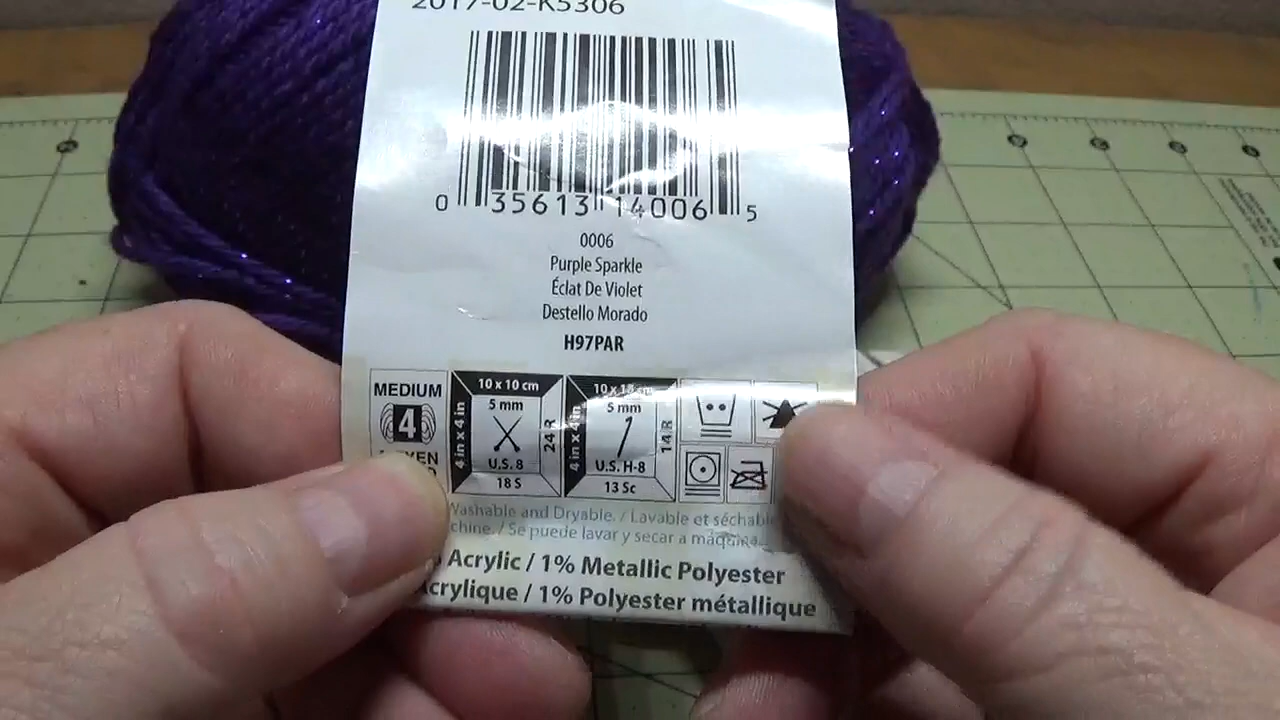 2017-02-K5306
0 35613 14006 5
0006
Purple Sparkle
Éclat De Violet
Destello Morado
H97PAR
MEDIUM
4
10 x 10 cm
4 in x 4 in
5 mm
24 R
U.S. 8
18 S
10 x 10 cm
4 in x 4 in
5 mm
14 R
U.S. H-8
13 Sc
Washable and Dryable. / Lavable et séchable
/ Se puede lavar y secar a máquina.
Acrylic / 1% Metallic Polyester
Acrylique / 1% Polyester métallique